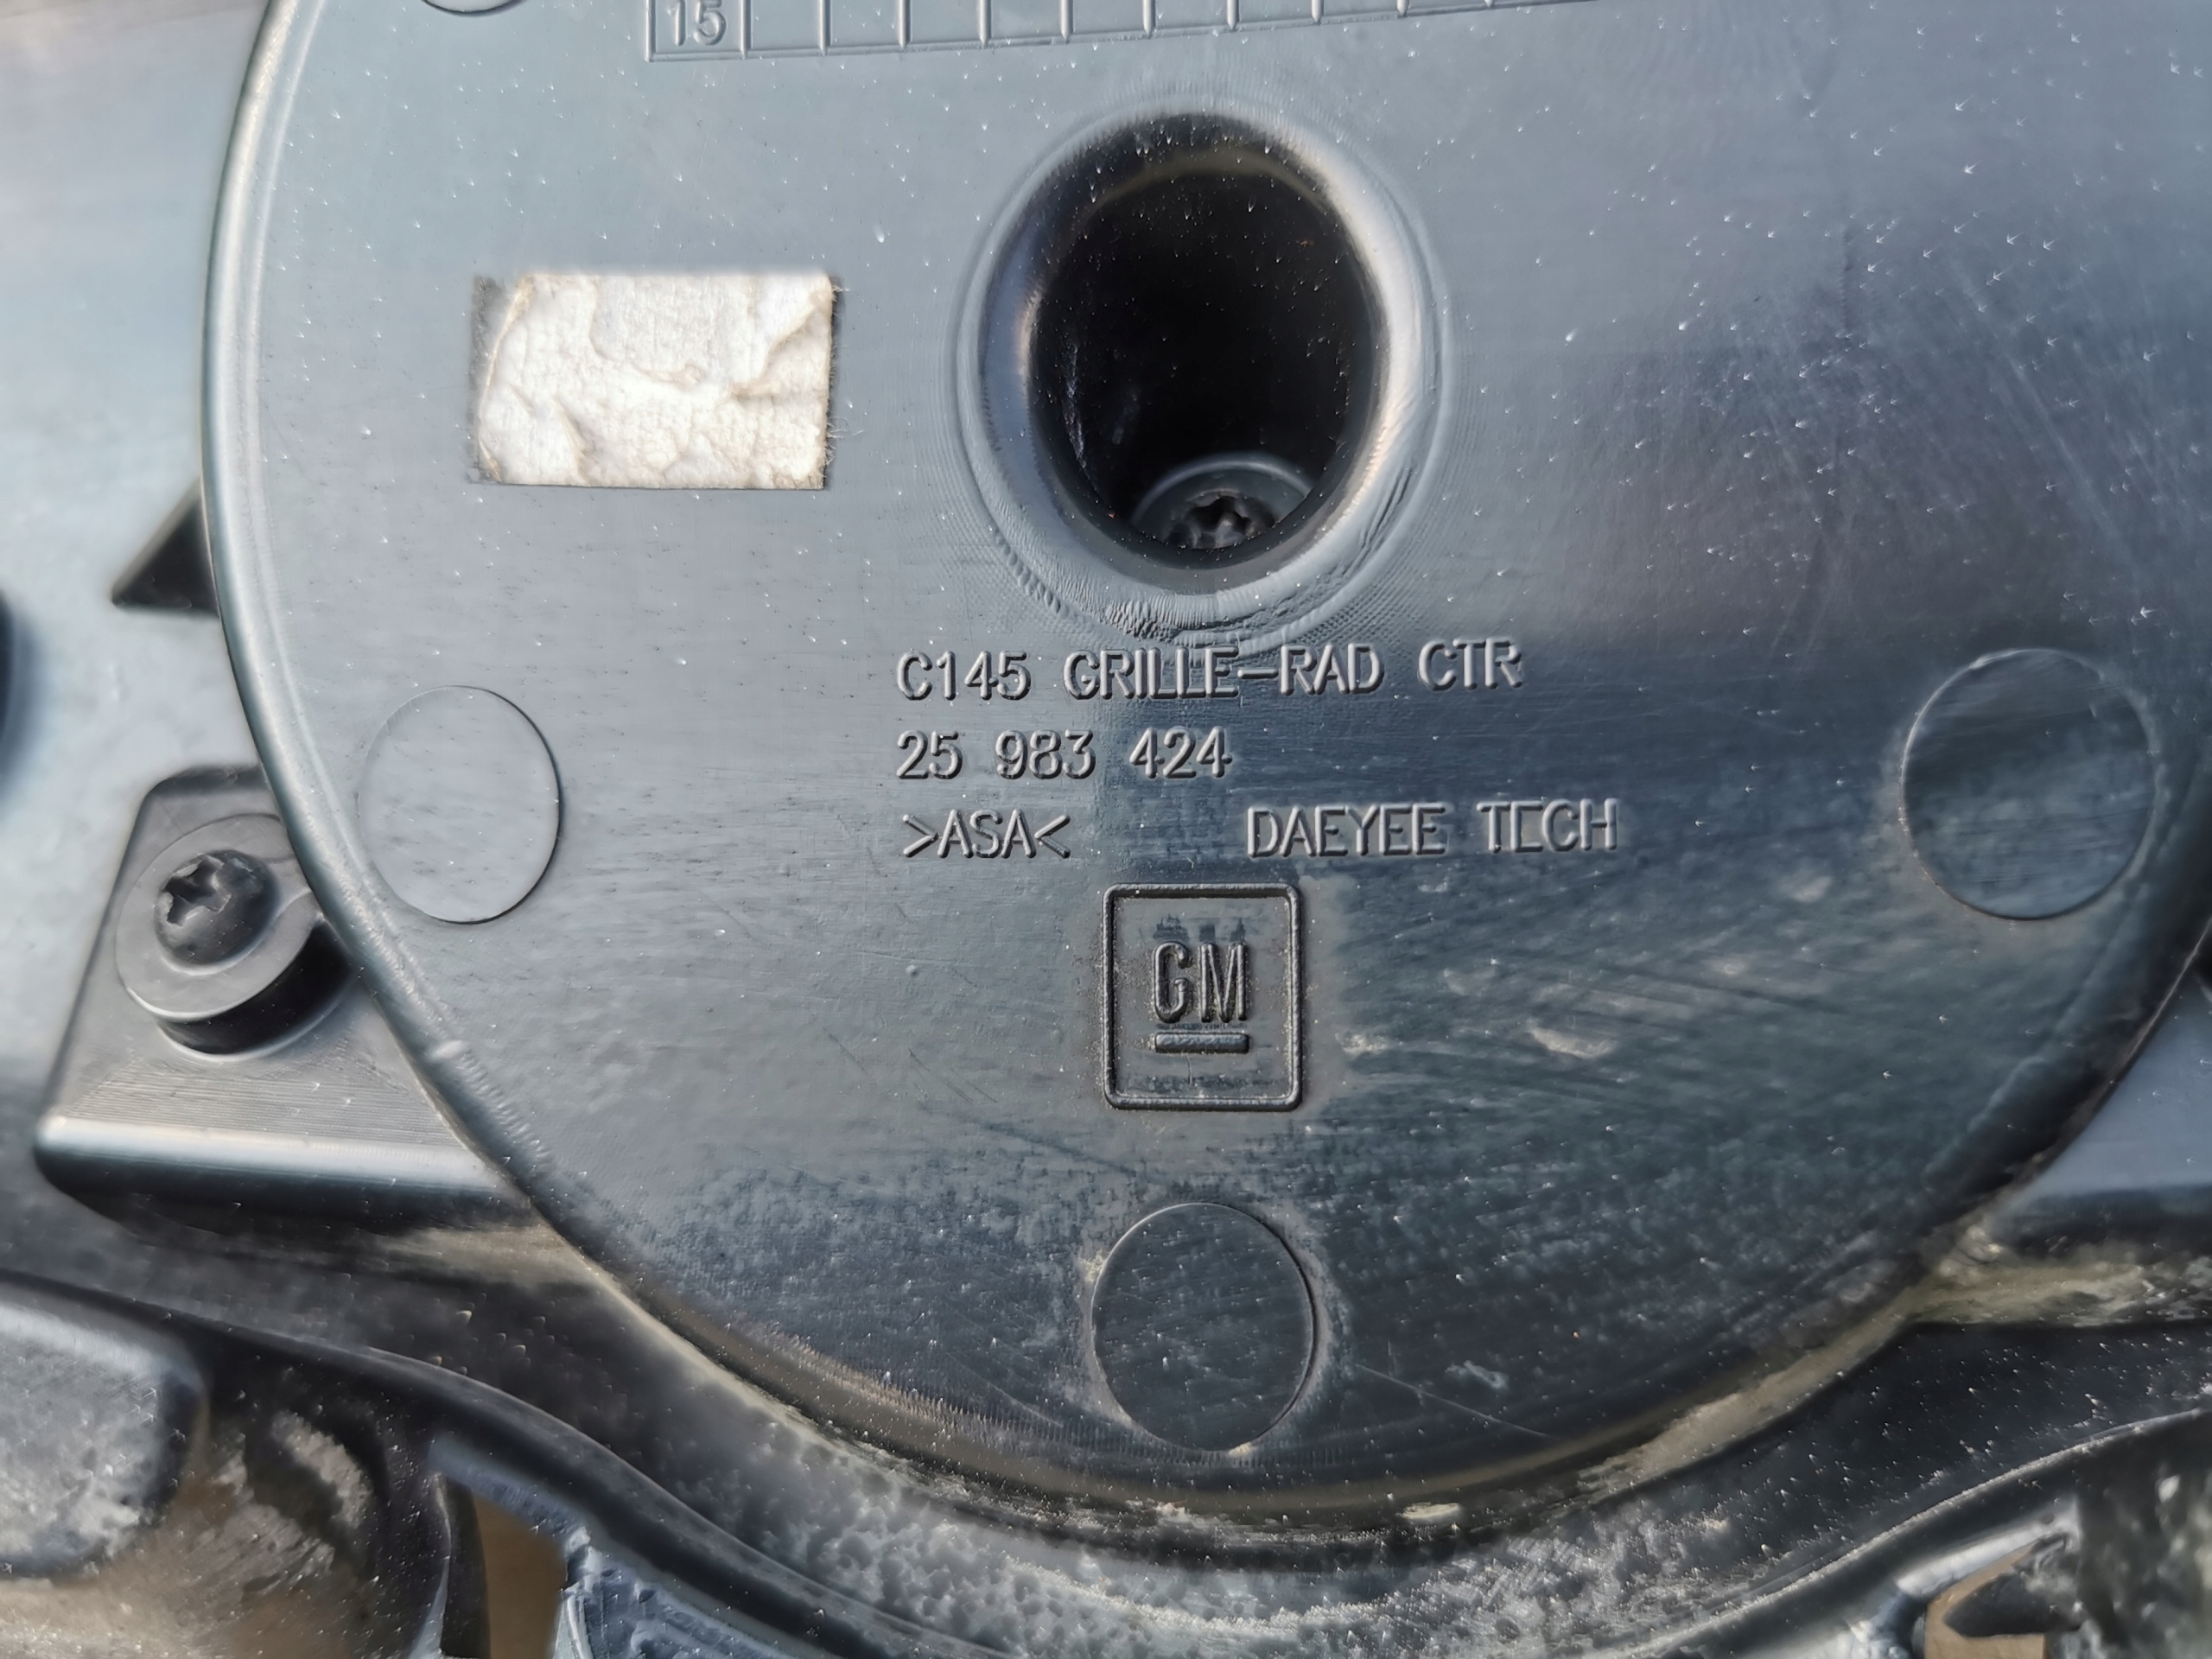 15
C145 GRILLE-RAD CTR
25 983 424
>ASA< DAEYEE TECH
GM